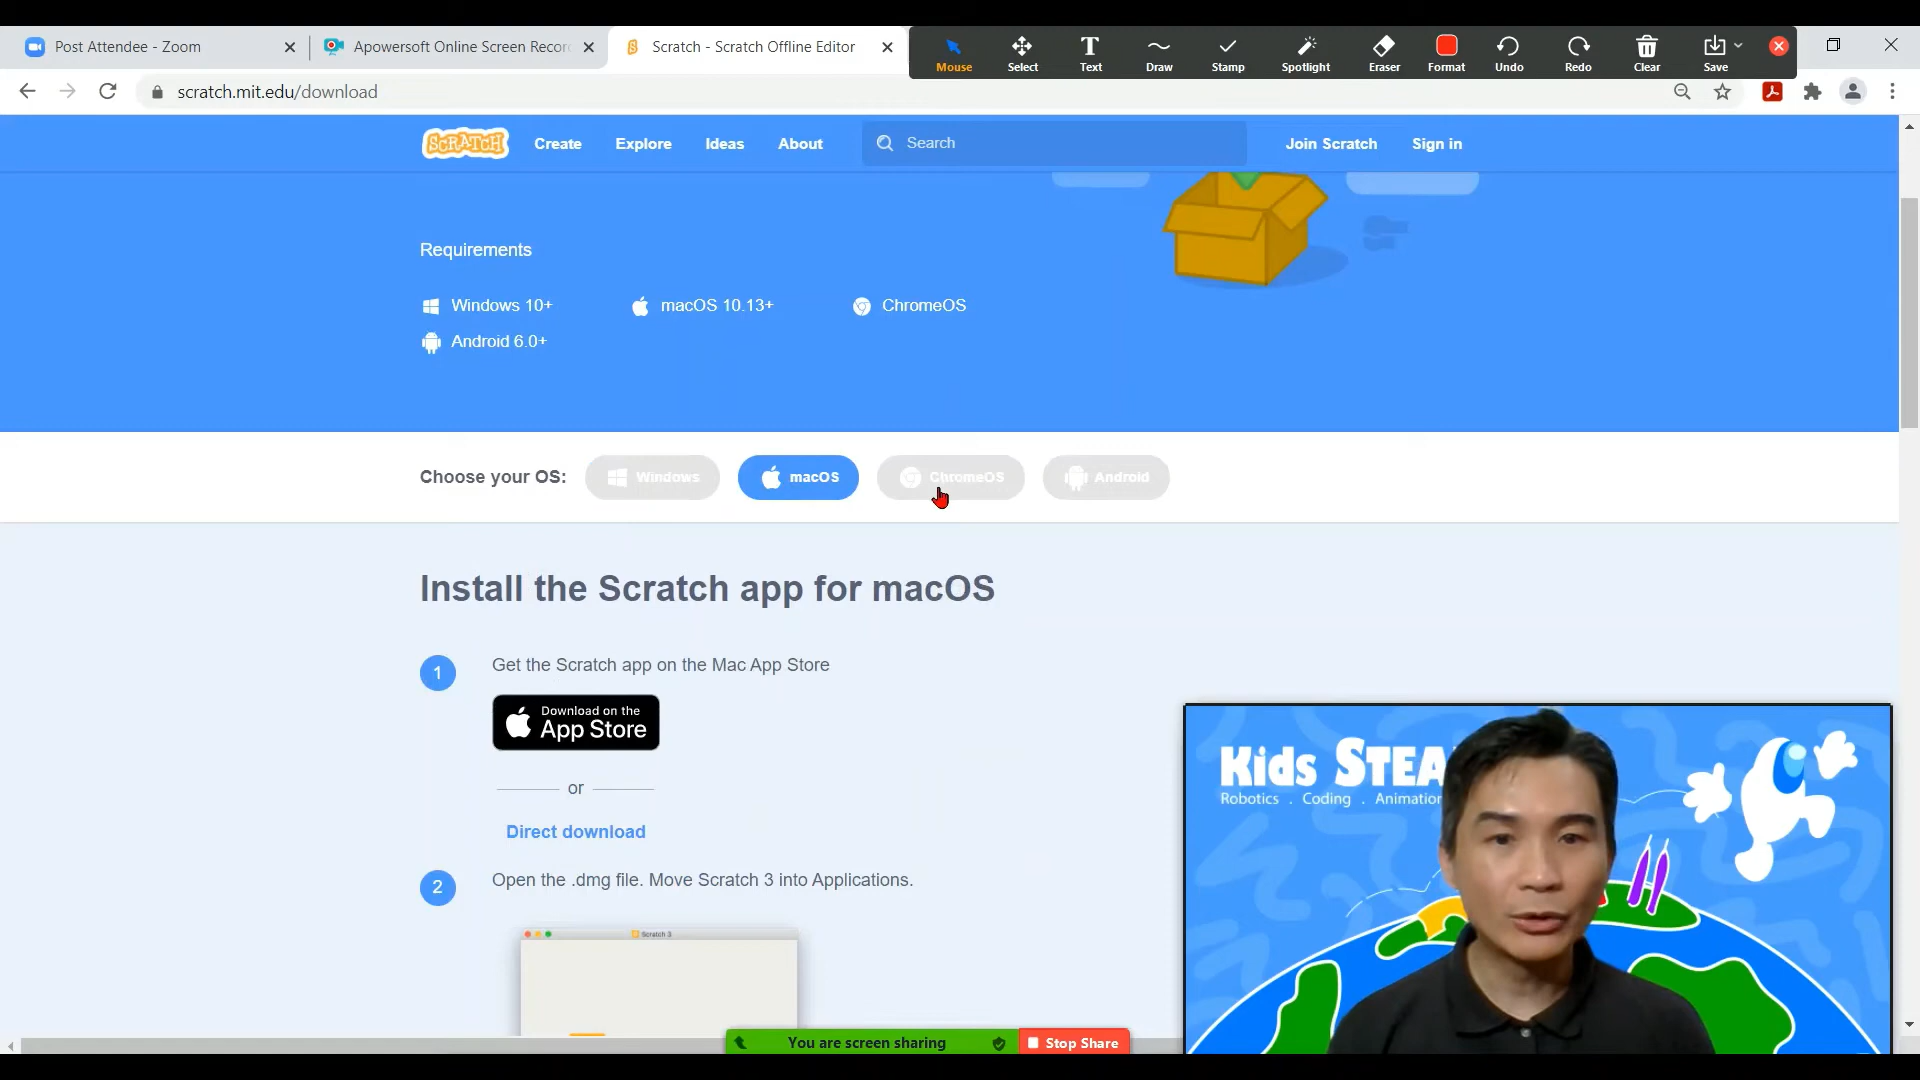 Post Attendee - Zoom
Apowersoft Online Screen Recor
Scratch - Scratch Offline Editor
Mouse
Select
Text
Draw
Stamp
Spotlight
Eraser
Format
Undo
Redo
Clear
Save
scratch.mit.edu/download
SCRATCH
Create
Explore
Ideas
About
Search
Join Scratch
Sign in
Requirements
Windows 10+
macOS 10.13+
ChromeOS
Android 6.0+
Choose your OS:
Windows
macOS
ChromeOS
Android
Install the Scratch app for macOS
1
Get the Scratch app on the Mac App Store
Download on the
App Store
or
Direct download
2
Open the .dmg file. Move Scratch 3 into Applications.
Scratch 3
Kids STEA
Robotics . Coding . Animation
You are screen sharing
Stop Share